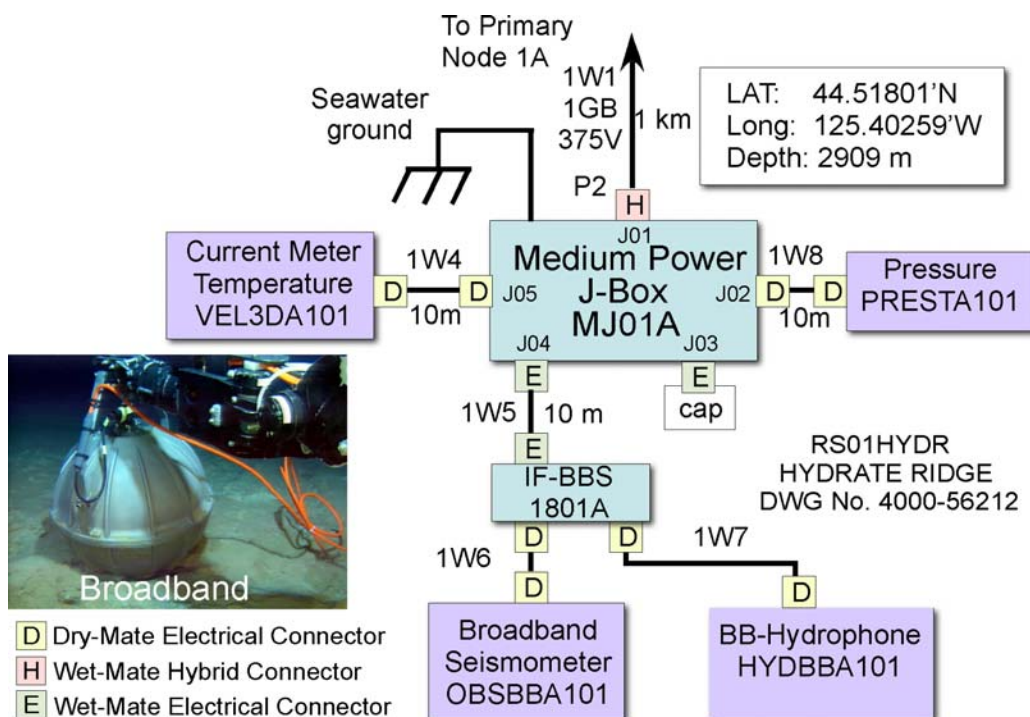 To Primary
Node 1A
1W1
1GB
375V
1 km
P2
H
Seawater
ground
LAT: 44.51801'N
Long: 125.40259'W
Depth: 2909 m
Current Meter
Temperature
VEL3DA101
D
1W4
10m
D
J05
J01
Medium Power
J-Box
MJ01A
J02
J04
J03
D
1W8
10m
D
Pressure
PRESTA101
E
1W5
10 m
E
E
cap
IF-BBS
1801A
D
D
1W6
1W7
D
D
RS01HYDR
HYDRATE RIDGE
DWG No. 4000-56212
Broadband
Broadband
Seismometer
OBSBBA101
BB-Hydrophone
HYDBBA101
D Dry-Mate Electrical Connector
H Wet-Mate Hybrid Connector
E Wet-Mate Electrical Connector